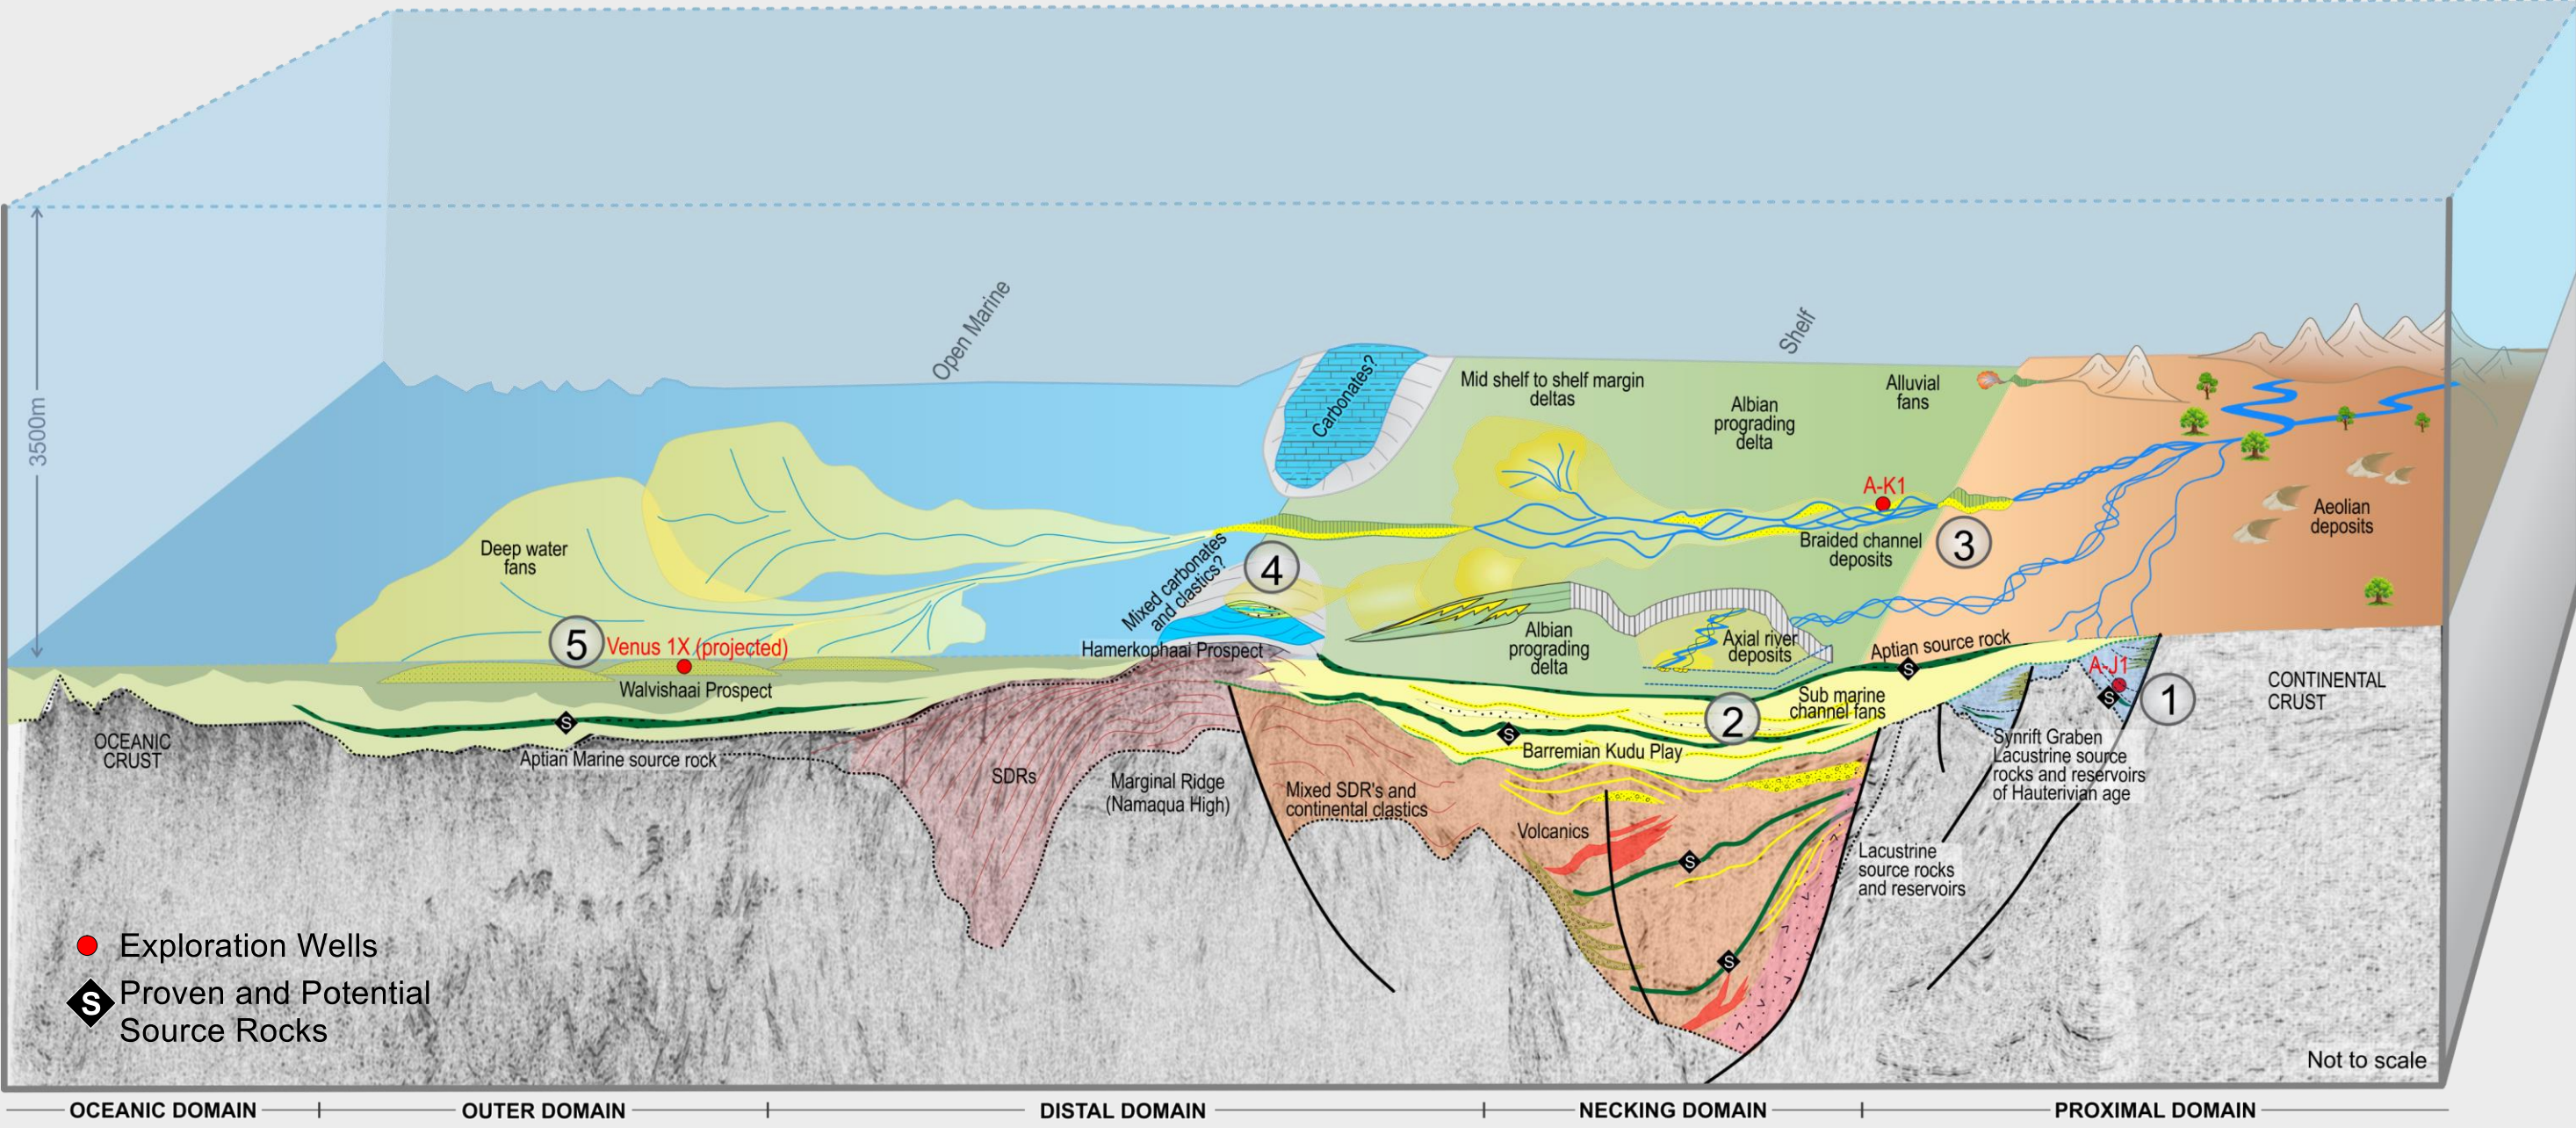 Open Marine
Shelf
3500m
Carbonates?
Mid shelf to shelf margin
deltas
Albian
prograding
delta
Alluvial
fans
A-K1
Braided channel
deposits
3
Aeolian
deposits
Deep water
fans
Mixed carbonates
and clastics?
4
5
Venus 1X (projected)
Walvishaai Prospect
Hamerkophaai Prospect
Albian
prograding
delta
Axial river
deposits
Aptian source rock
A-J1
1
Sub marine
channel fans
2
CONTINENTAL
CRUST
S
S
S
S
OCEANIC
CRUST
Aptian Marine source rock
SDRs
Marginal Ridge
(Namaqua High)
Barremian Kudu Play
Synrift Graben
Lacustrine source
rocks and reservoirs
of Hauterivian age
Mixed SDR's and
continental clastics
Volcanics
S
Lacustrine
source rocks
and reservoirs
S
Exploration Wells
S
Proven and Potential
Source Rocks
Not to scale
OCEANIC DOMAIN
OUTER DOMAIN
DISTAL DOMAIN
NECKING DOMAIN
PROXIMAL DOMAIN